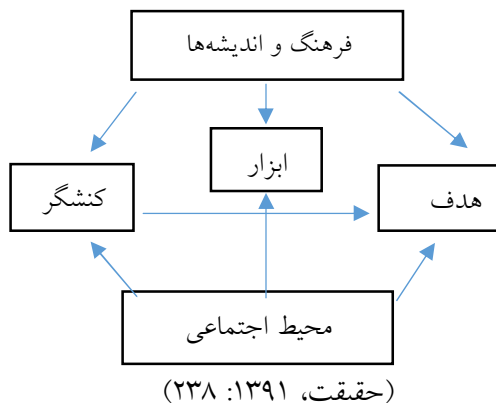 فرهنگ و اندیشه‌ها
ابزار
هدف
کنشگر
محیط اجتماعی
(حقیقت، ۱۳۹۱: ۲۳۸)